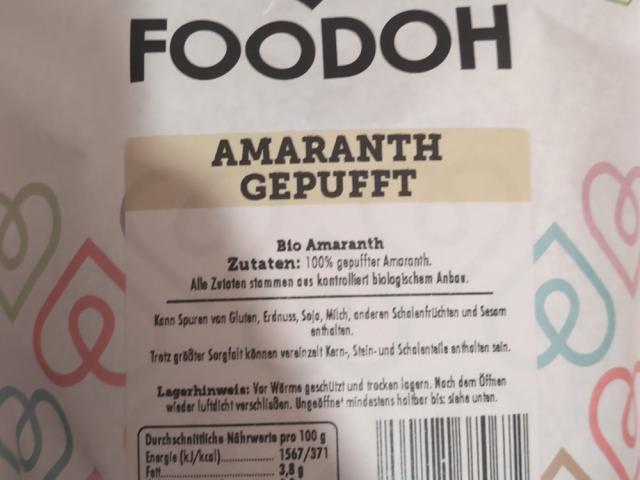 FOODOH
AMARANTH
GEPUFFT
Bio Amaranth
Zutaten: 100% gepuffter Amaranth.
Alle Zutaten stammen aus kontrolliert biologischem Anbau.
Kann Spuren von Gluten, Erdnuss, Soja, Milch, anderen Schalenfrüchten und Sesam
enthalten.
Trotz größter Sorgfalt können vereinzelt Kern-, Stein- und Schalenteile enthalten sein.
Lagerhinweis: Vor Wärme geschützt und trocken lagern. Nach dem Öffnen
wieder luftdicht verschließen. Ungeöffnet mindestens haltbar bis: siehe unten.
Durchschnittliche Nährwerte pro 100 g
Energie (kJ/kcal)............... 1567/371
Fett............................ 3,8 g